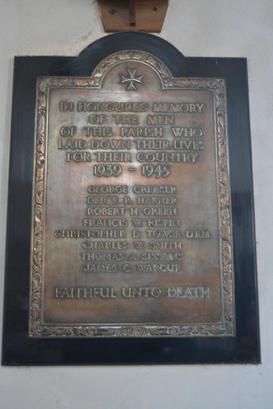 IN HONOURED MEMORY
OF THE MEN
OF THIS PARISH WHO
LAID DOWN THEIR LIVES
FOR THEIR COUNTRY
1939 - 1945
GEORGE
ROBERT H. GREEN
FRANCIS
CHRISTOPHER
CHARLES W. SMITH
THOMAS
JAMES
FAITHFUL UNTO DEATH